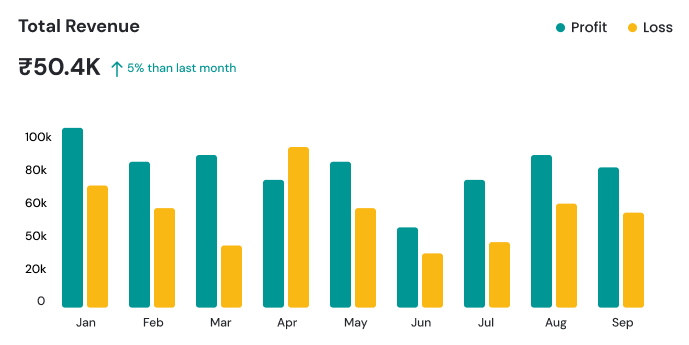 Total Revenue
Profit Loss
₹50.4K ↑ 5% than last month
100k
80k
60k
50k
20k
0
Jan Feb Mar Apr May Jun Jul Aug Sep